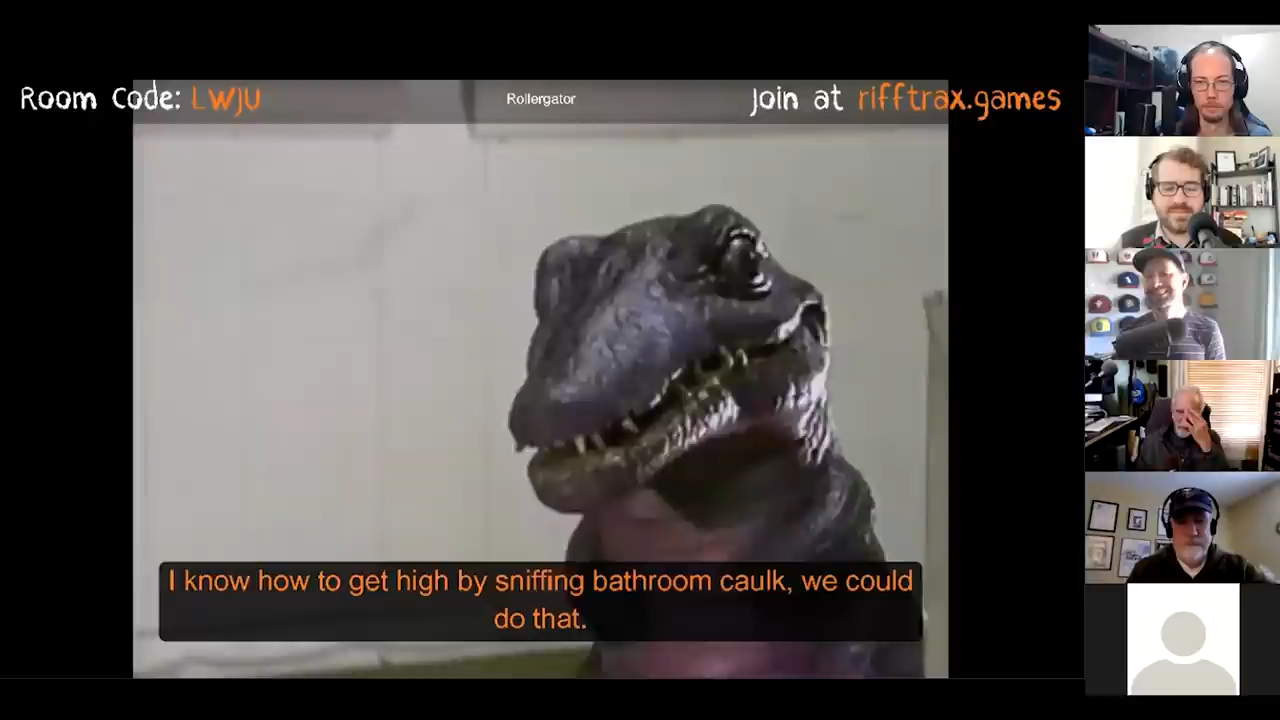 Room Code: LWJU
Rollergator
Join at rifftrax.games
I know how to get high by sniffing bathroom caulk, we could
do that.